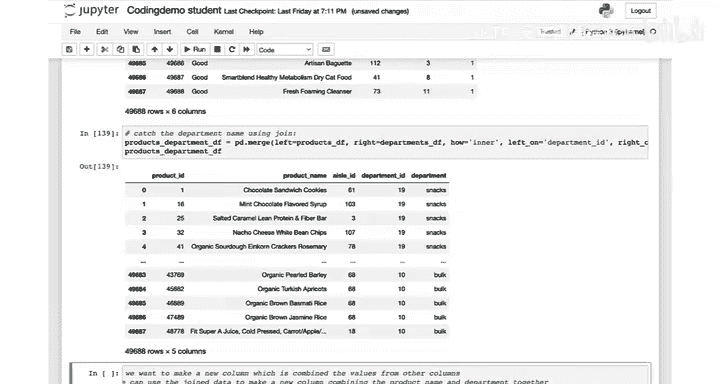 jupyter Codingdemo student Last Checkpoint: Last Friday at 7:11 PM (unsaved changes) Logout
File Edit View Insert Cell Kernel Help Trusted Python 3 (ipykernel)
Run Code
49685 49686 Good Artisan Baguette 112 3 1
49686 49687 Good Smartblend Healthy Metabolism Dry Cat Food 41 8 1
49687 49688 Good Fresh Foaming Cleanser 73 11 1
49688 rows × 6 columns
In [139]: # catch the department name using join:
products_department_df = pd.merge(left=products_df, right=departments_df, how='inner', left_on='department_id', right_o
products_department_df
Out[139]:
product_id product_name aisle_id department_id department
0 1 Chocolate Sandwich Cookies 61 19 snacks
1 16 Mint Chocolate Flavored Syrup 103 19 snacks
2 25 Salted Caramel Lean Protein & Fiber Bar 3 19 snacks
3 32 Nacho Cheese White Bean Chips 107 19 snacks
4 41 Organic Sourdough Einkorn Crackers Rosemary 78 19 snacks
... ... ... ... ... ...
49683 43769 Organic Pearled Barley 68 10 bulk
49684 45662 Organic Turkish Apricots 68 10 bulk
49685 46589 Organic Brown Basmati Rice 68 10 bulk
49686 47489 Organic Brown Jasmine Rice 68 10 bulk
49687 48778 Fit Super A Juice, Cold Pressed, Carrot/Apple/... 18 10 bulk
49688 rows × 5 columns
In [ ]: we want to make a new column which is combined the values from other columns
can use the joined data to make a new column combining the product name and department together